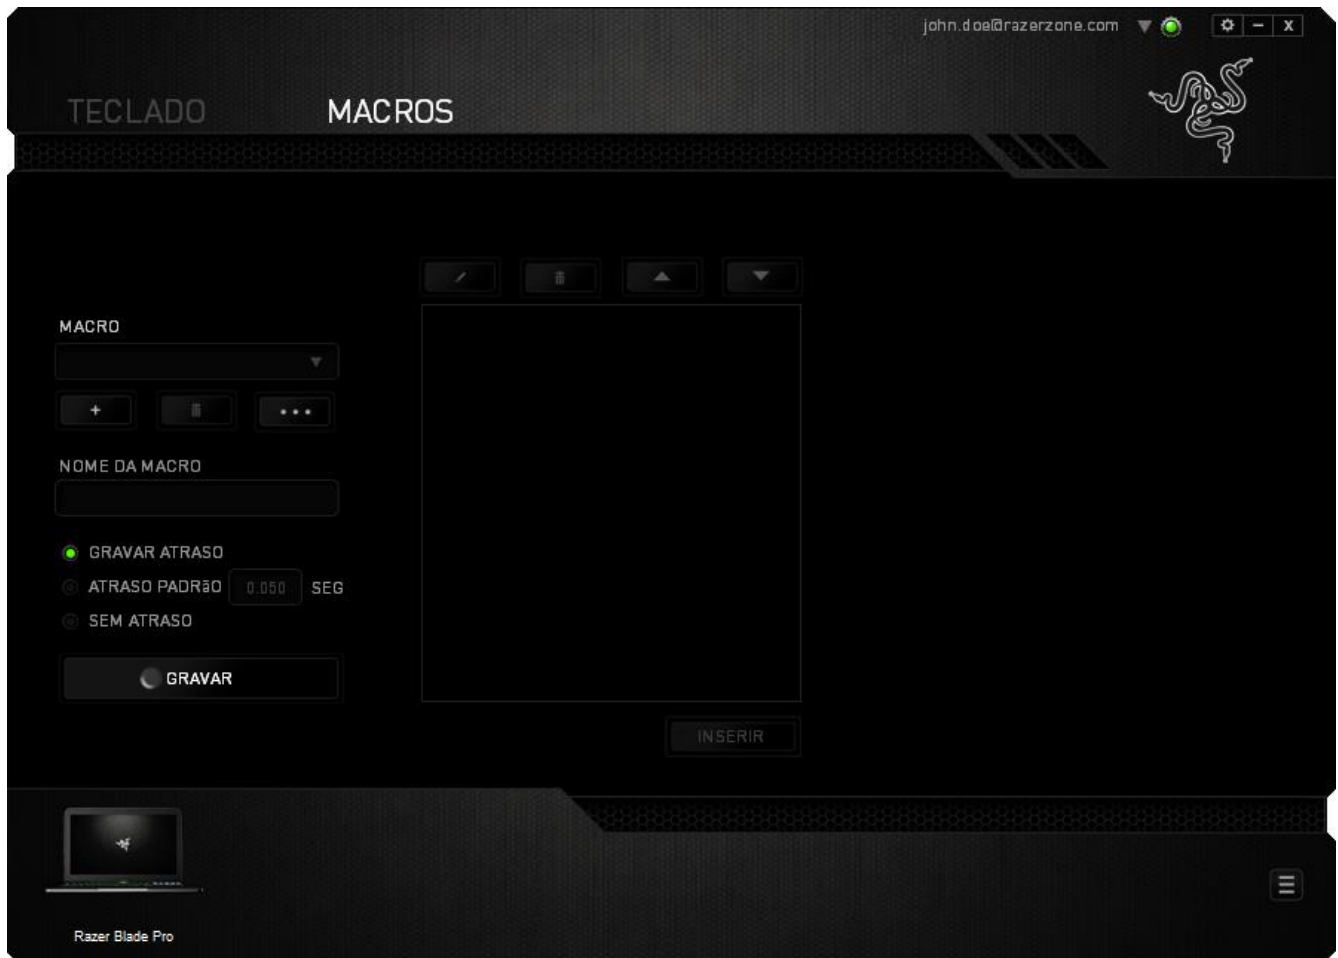 john.doe@razerzone.com
TECLADO MACROS
MACRO
NOME DA MACRO
GRAVAR ATRASO
ATRASO PADRãO 0.050 SEG
SEM ATRASO
GRAVAR
INSERIR
Razer Blade Pro